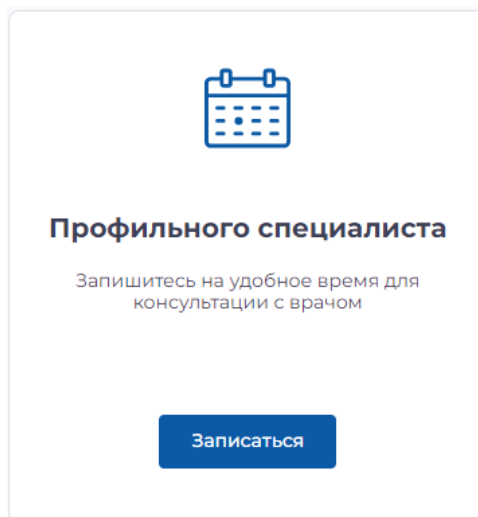 Профильного специалиста
Запишитесь на удобное время для
консультации с врачом
Записаться